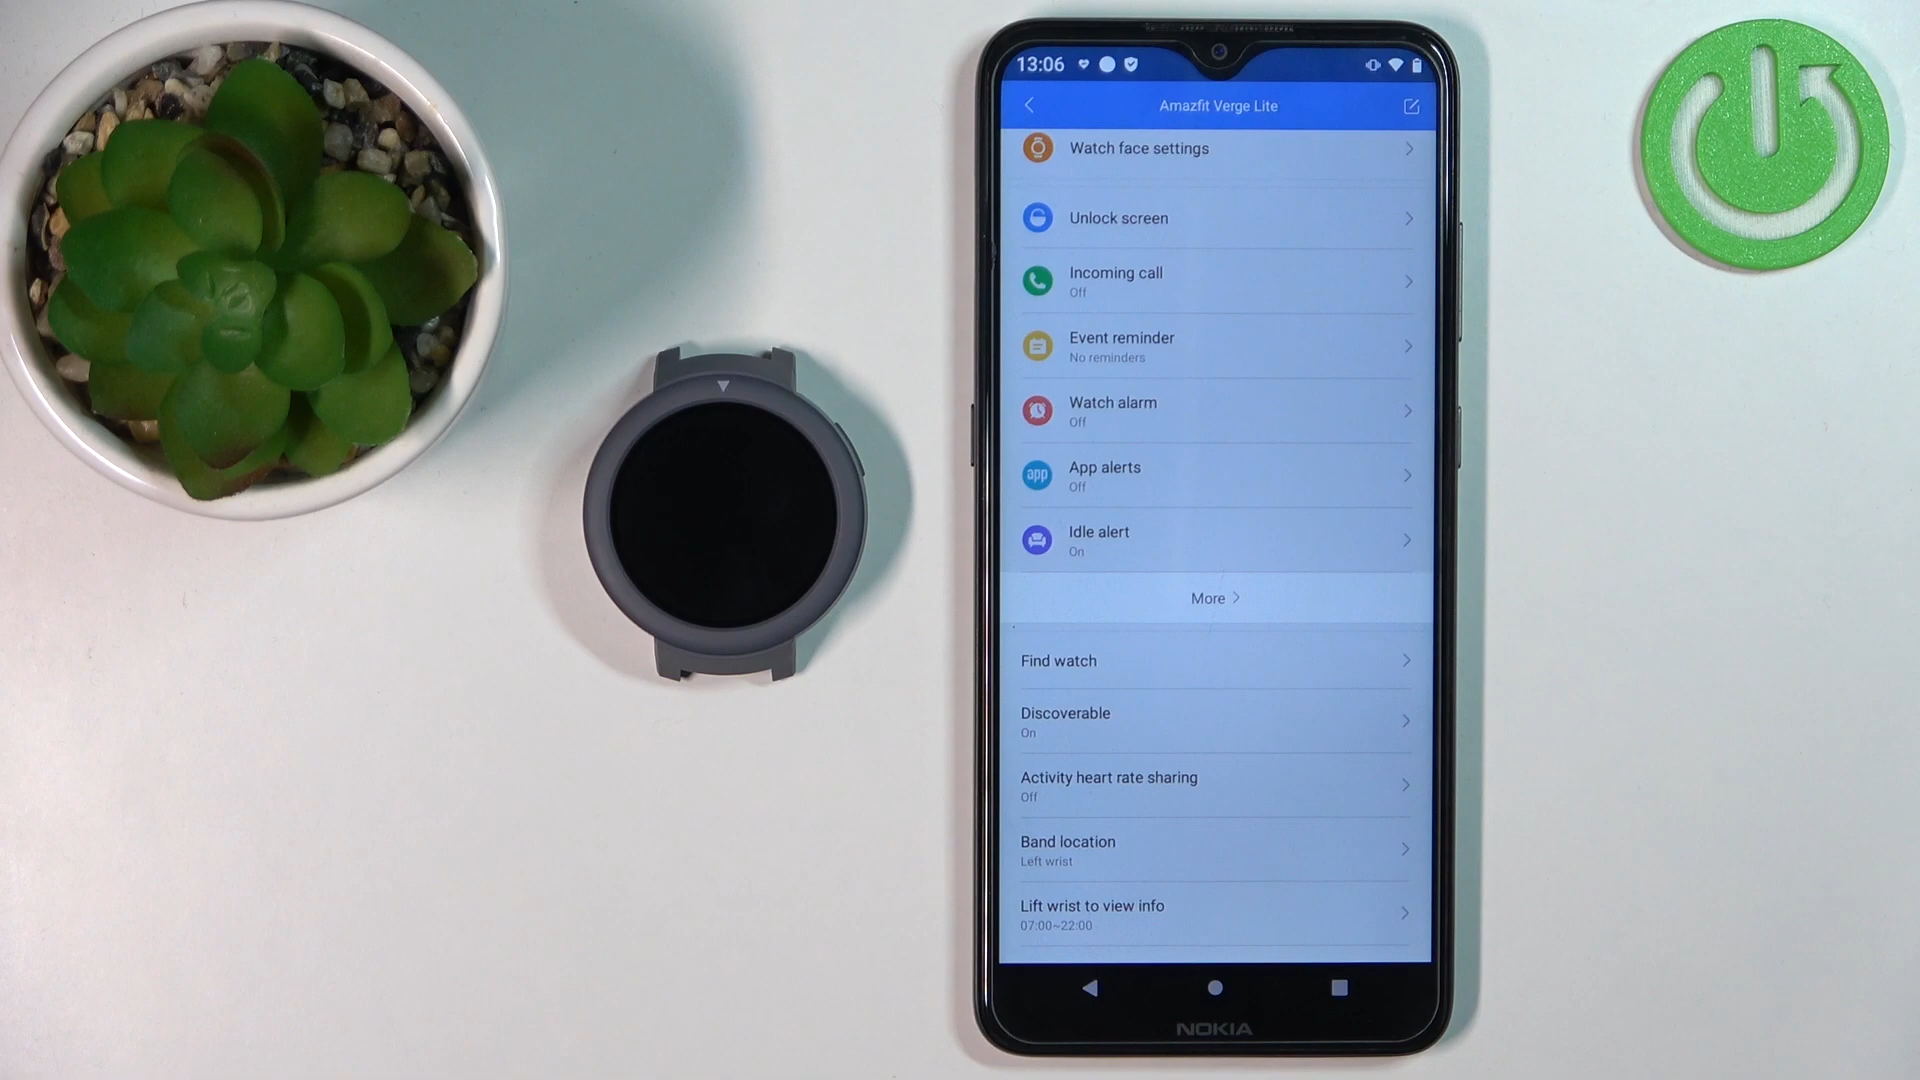 13:06
Amazfit Verge Lite
Watch face settings
Unlock screen
Incoming call
Off
Event reminder
No reminders
Watch alarm
Off
app
App alerts
Off
Idle alert
On
More
Find watch
Discoverable
On
Activity heart rate sharing
Off
Band location
Left wrist
Lift wrist to view info
07:00~22:00
NOKIA